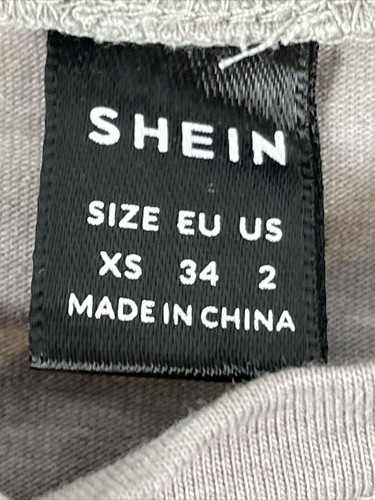 SHEIN
SIZE EU US
XS 34 2
MADE IN CHINA